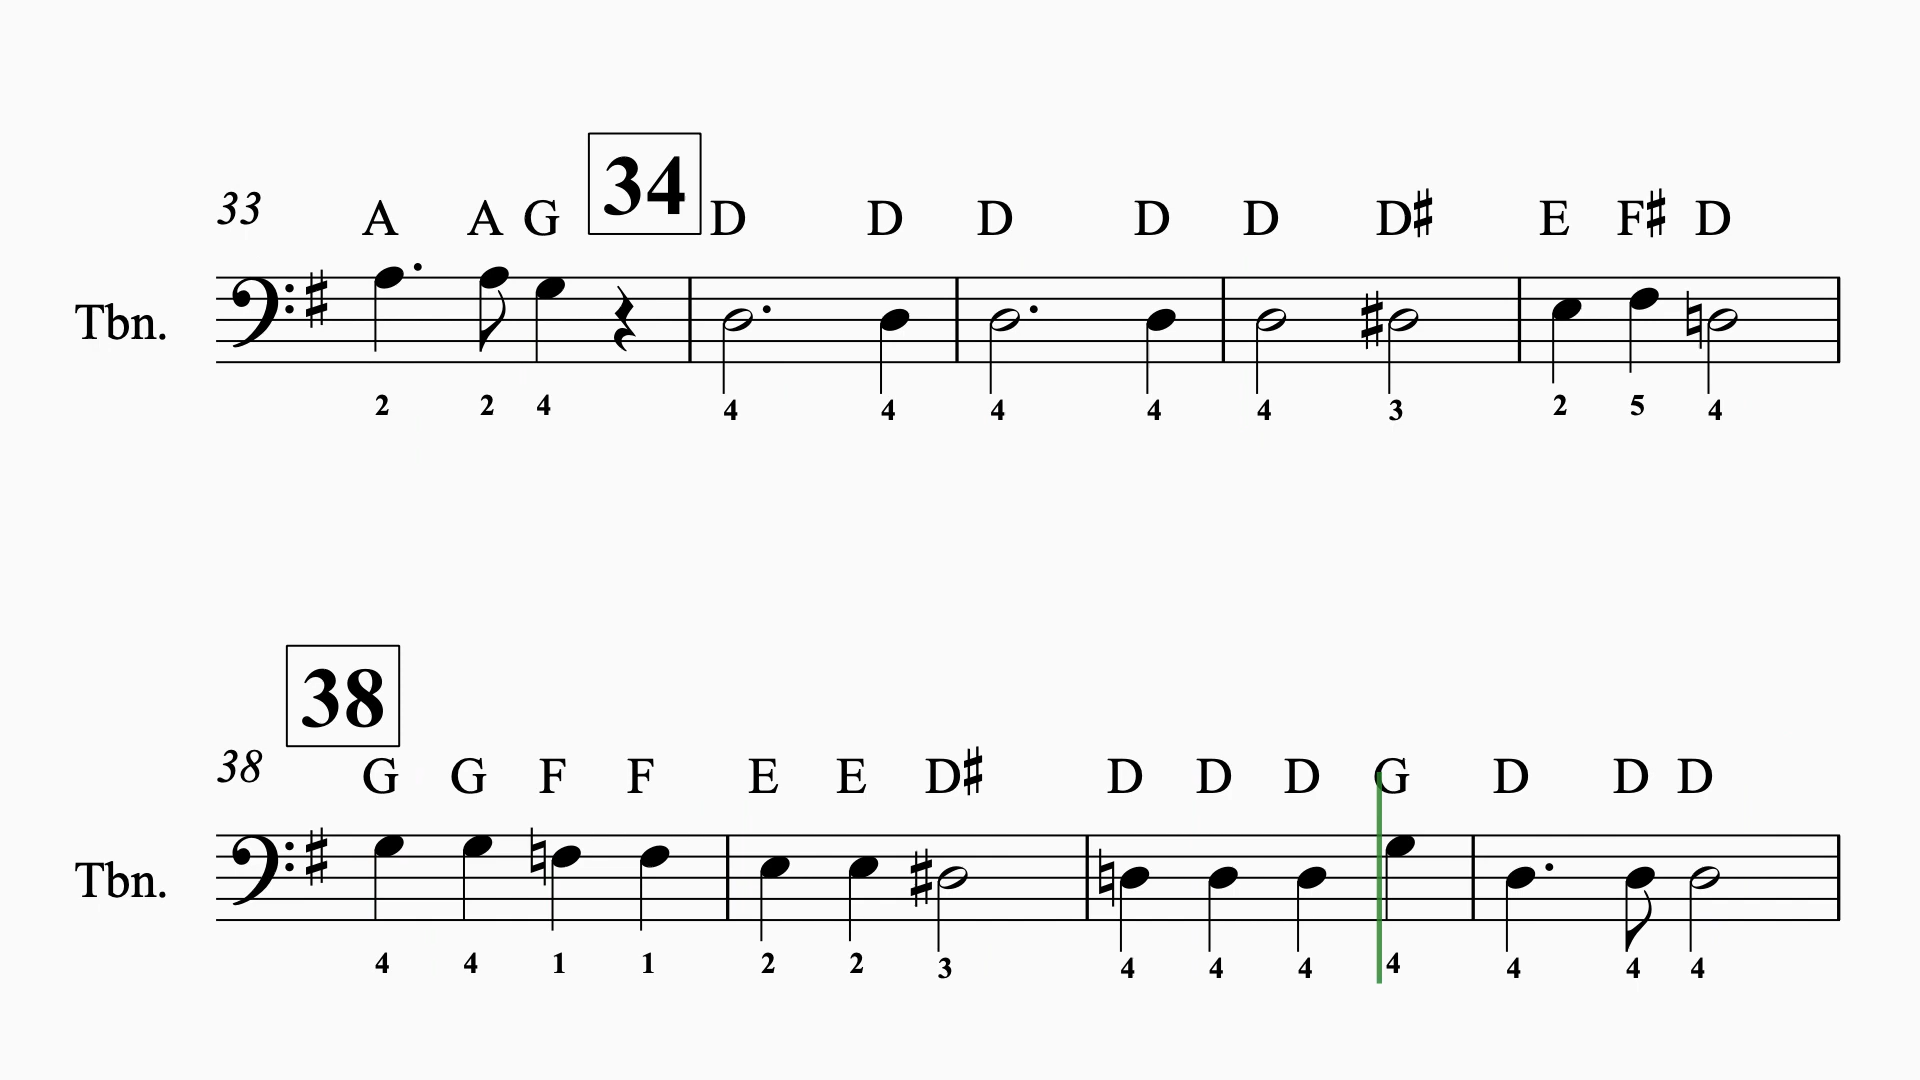 34
33 A A G D D D D D D♯ E F♯ D
Tbn.
2 2 4 4 4 4 4 4 3 2 5 4
38
38 G G F F E E D♯ D D D G D D D
Tbn.
4 4 1 1 2 2 3 4 4 4 4 4 4 4